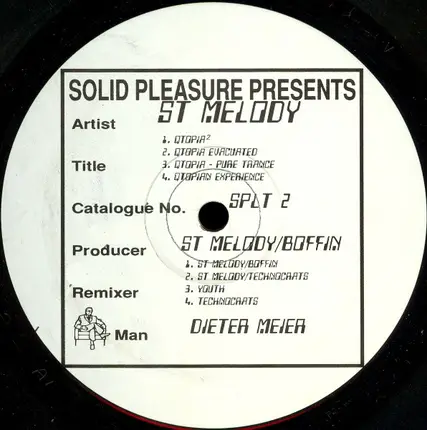 SOLID PLEASURE PRESENTS
Artist ST MELODY
1. QTOPIA²
2. QTOPIA EVACUATED
Title 3. QTOPIA - PURE TRANCE
4. QTOPIAN EXPERIENCE
Catalogue No. SPLT 2
Producer ST MELODY/BOFFIN
1. ST MELODY/BOFFIN
2. ST MELODY/TECHNOCRATS
Remixer 3. YOUTH
4. TECHNOCRATS
Man DIETER MEIER
A1